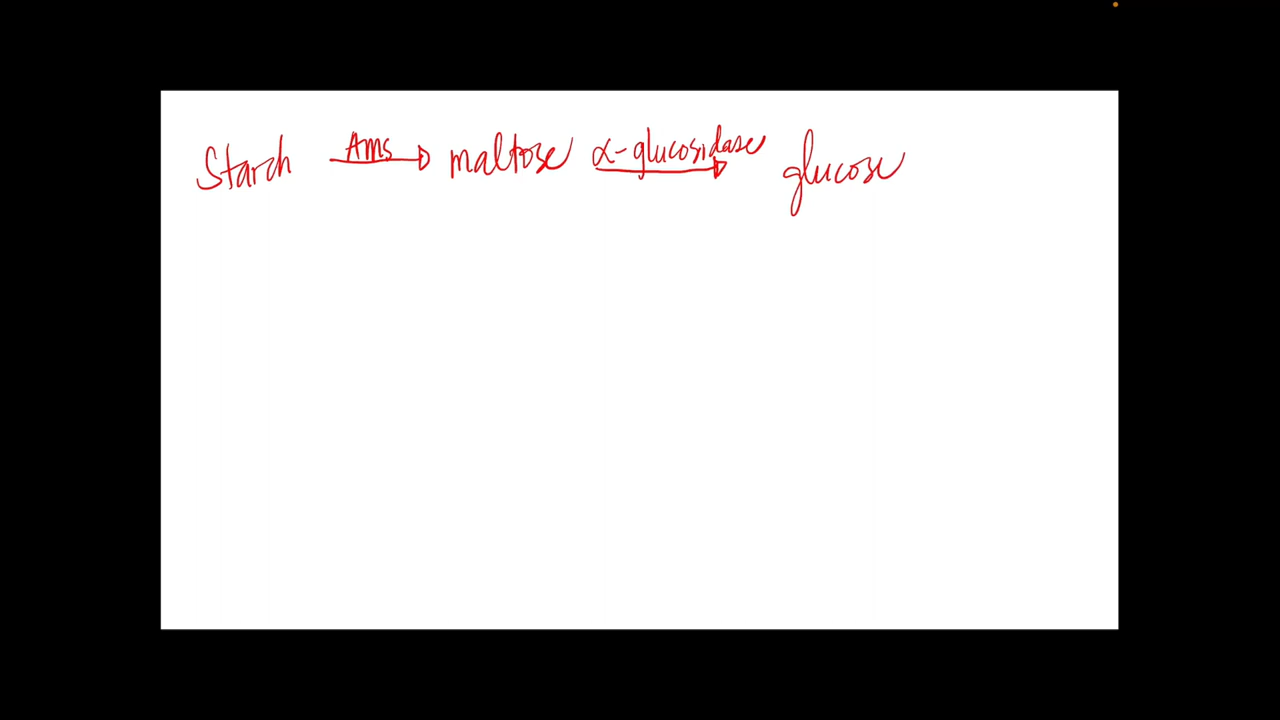 Starch AMS → maltose α-glucosidase → glucose